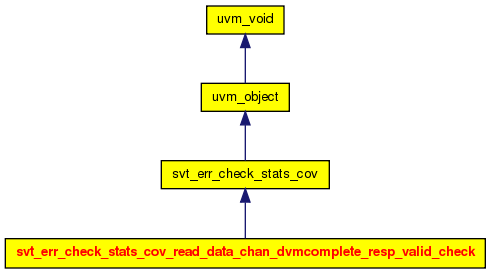 uvm_void
uvm_object
svt_err_check_stats_cov
svt_err_check_stats_cov_read_data_chan_dvmcomplete_resp_valid_check